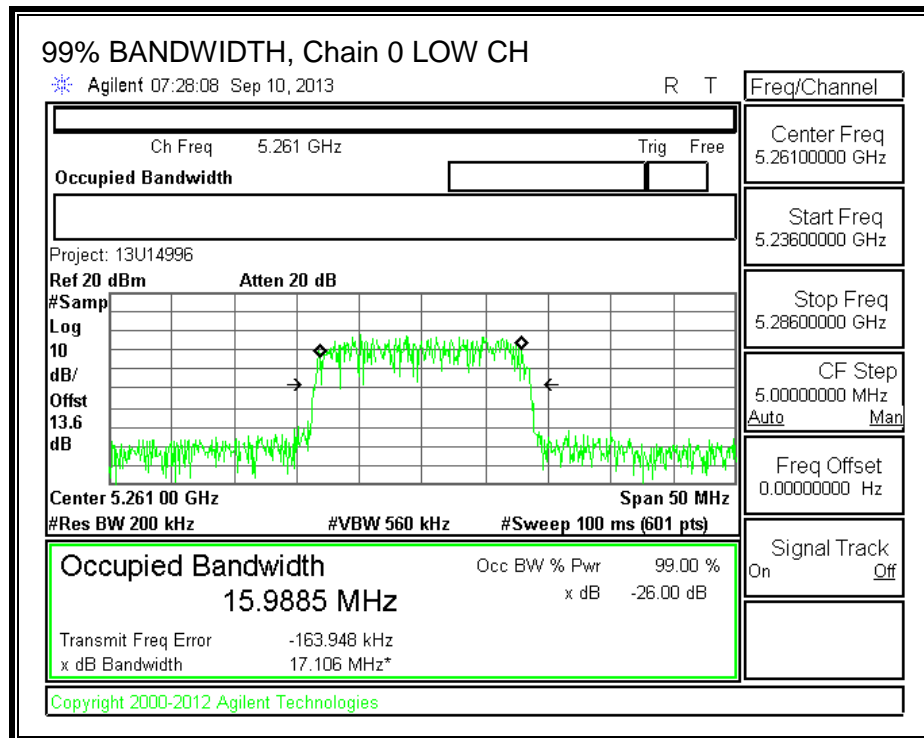 99% BANDWIDTH, Chain 0 LOW CH
Agilent 07:28:08 Sep 10, 2013 R T
Freq/Channel
Ch Freq 5.261 GHz Trig Free
Occupied Bandwidth
Center Freq
5.26100000 GHz
Start Freq
5.23600000 GHz
Stop Freq
5.28600000 GHz
CF Step
5.00000000 MHz
Auto Man
Freq Offset
0.00000000 Hz
Signal Track
On Off
Project: 13U14996
Ref 20 dBm Atten 20 dB
#Samp
Log
10
dB/
Offst
13.6
dB
Center 5.261 00 GHz Span 50 MHz
#Res BW 200 kHz #VBW 560 kHz #Sweep 100 ms (601 pts)
Occupied Bandwidth Occ BW % Pwr 99.00 %
15.9885 MHz x dB -26.00 dB
Transmit Freq Error -163.948 kHz
x dB Bandwidth 17.106 MHz*
Copyright 2000-2012 Agilent Technologies